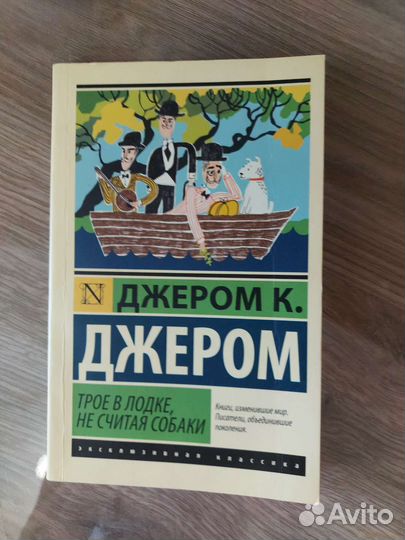 N ДЖЕРОМ К.
ДЖЕРОМ
ТРОЕ В ЛОДКЕ,
НЕ СЧИТАЯ СОБАКИ
Книги, изменившие мир.
Писатели, объединившие
поколения.
эксклюзивная классика
Avito